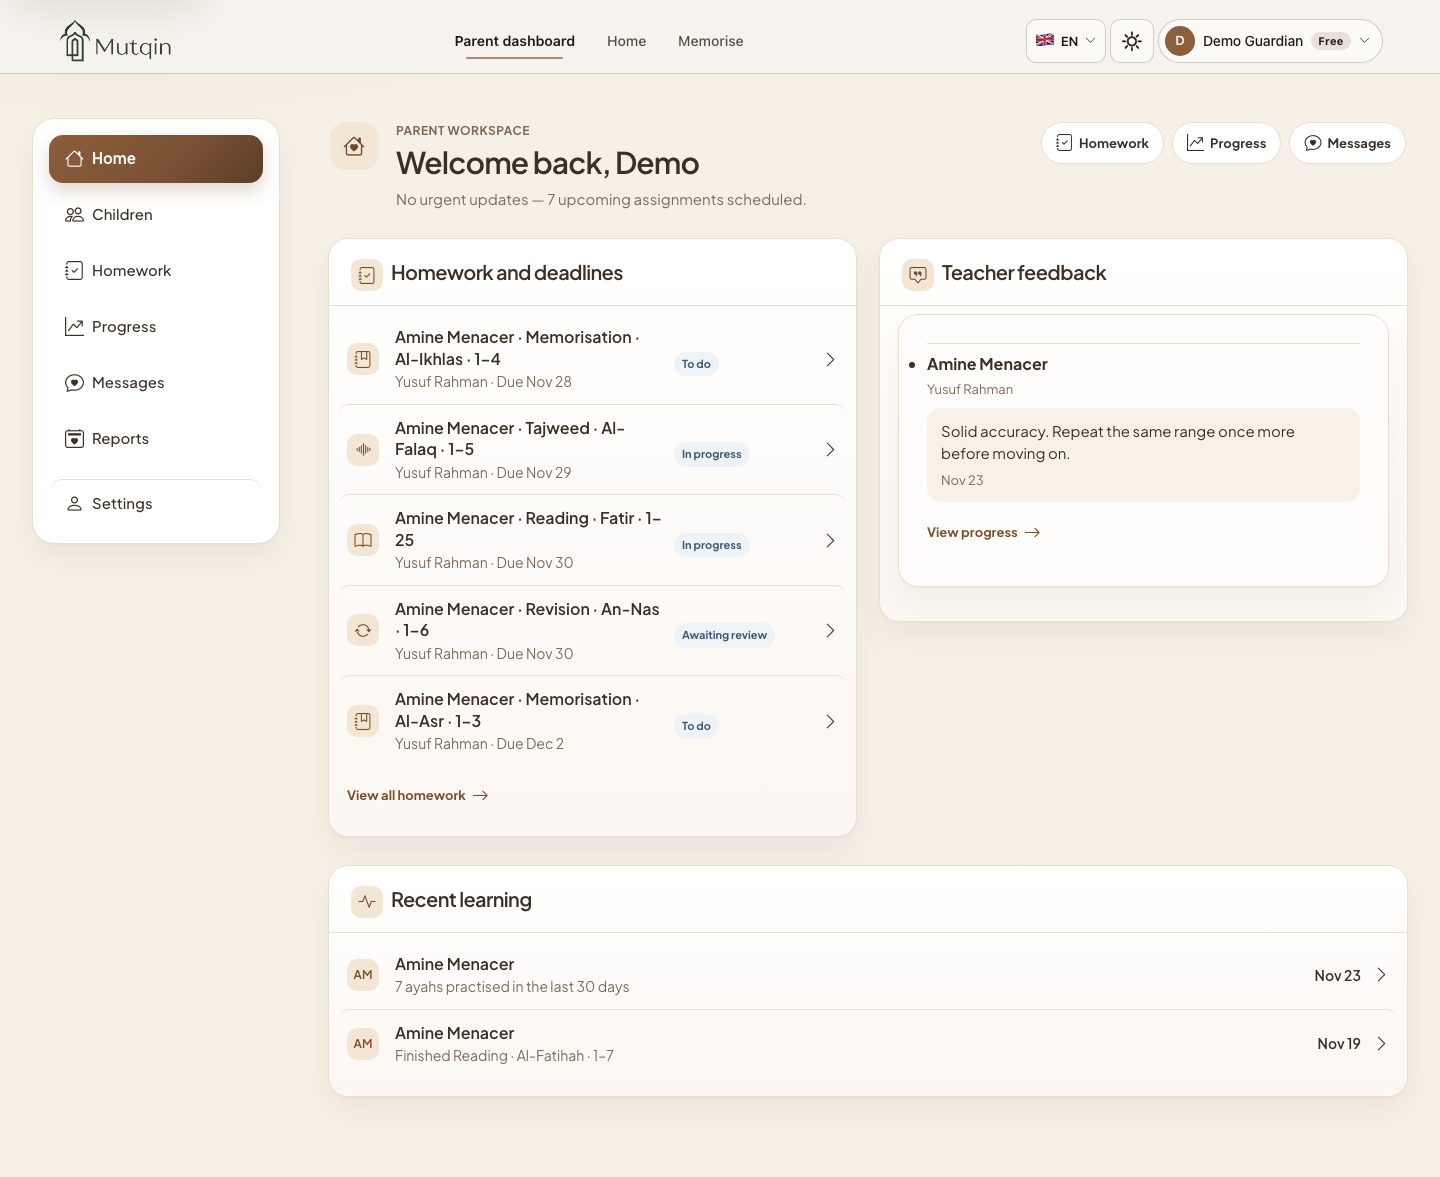 Mutqin
Parent dashboard
Home
Memorise
EN
D
Demo Guardian
Free
Home
Children
Homework
Progress
Messages
Reports
Settings
PARENT WORKSPACE
Welcome back, Demo
No urgent updates — 7 upcoming assignments scheduled.
Homework
Progress
Messages
Homework and deadlines
Amine Menacer · Memorisation ·
Al-Ikhlas · 1–4
Yusuf Rahman · Due Nov 28
To do
Amine Menacer · Tajweed · Al-
Falaq · 1–5
Yusuf Rahman · Due Nov 29
In progress
Amine Menacer · Reading · Fatir · 1–
25
Yusuf Rahman · Due Nov 30
In progress
Amine Menacer · Revision · An-Nas
· 1–6
Yusuf Rahman · Due Nov 30
Awaiting review
Amine Menacer · Memorisation ·
Al-Asr · 1–3
Yusuf Rahman · Due Dec 2
To do
View all homework
Teacher feedback
Amine Menacer
Yusuf Rahman
Solid accuracy. Repeat the same range once more
before moving on.
Nov 23
View progress
Recent learning
AM
Amine Menacer
7 ayahs practised in the last 30 days
Nov 23
AM
Amine Menacer
Finished Reading · Al-Fatihah · 1–7
Nov 19